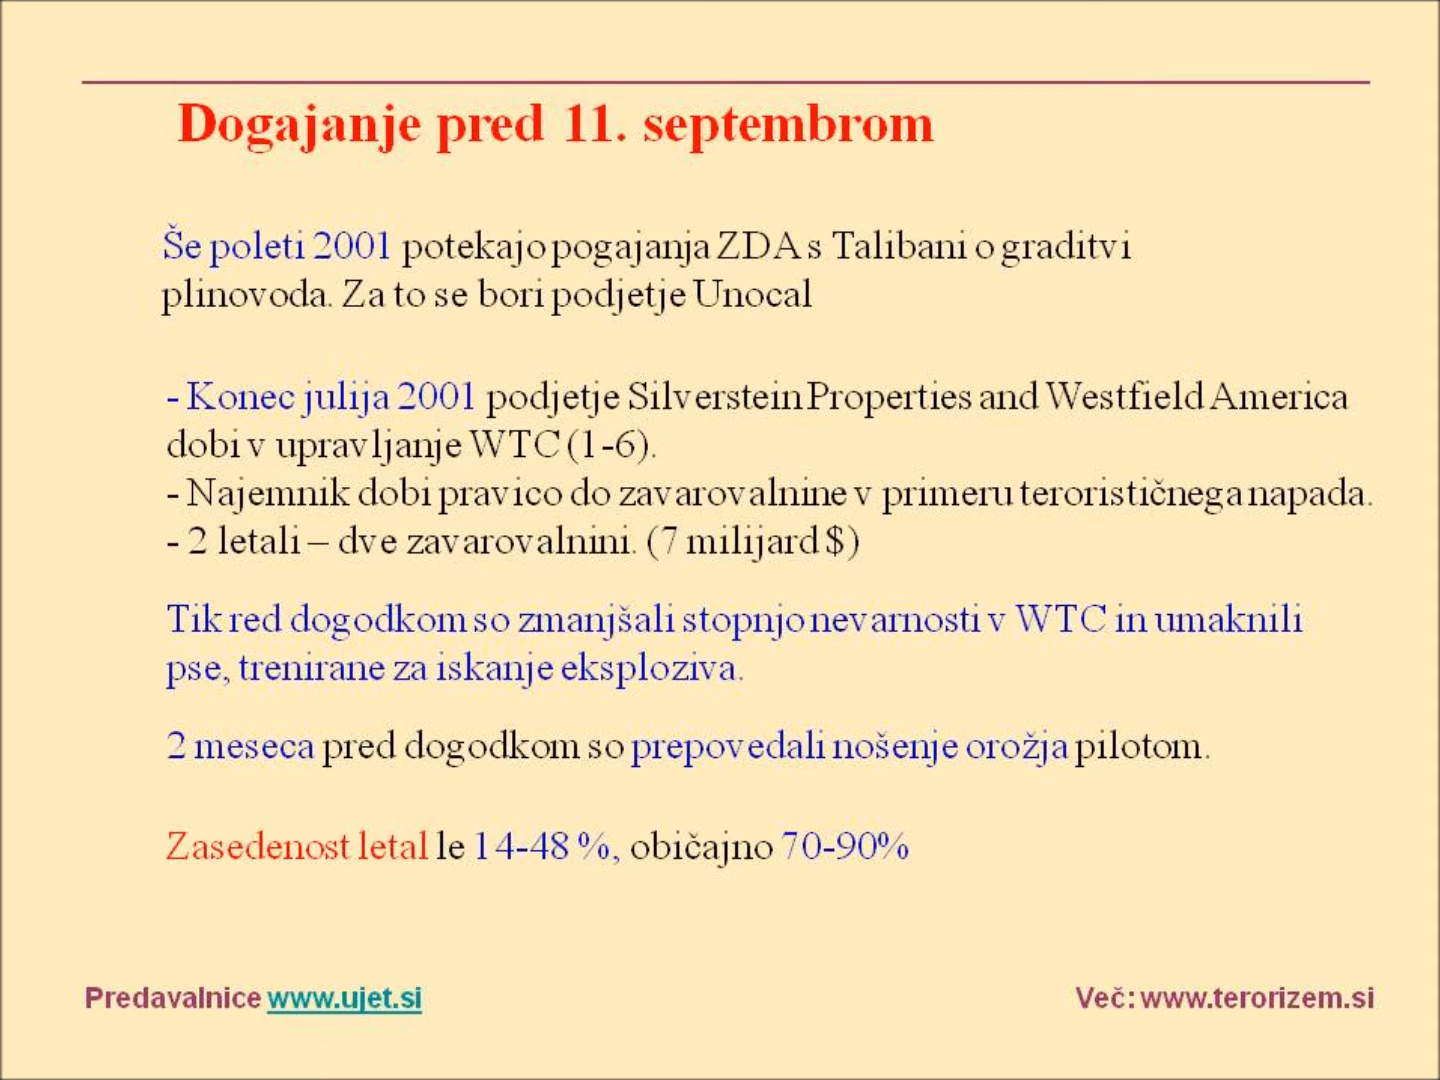 Dogajanje pred 11. septembrom
Še poleti 2001 potekajo pogajanja ZDA s Talibani o graditvi
plinovoda. Za to se bori podjetje Unocal
- Konec julija 2001 podjetje Silverstein Properties and Westfield America
dobi v upravljanje WTC (1-6).
- Najemnik dobi pravico do zavarovalnine v primeru terorističnega napada.
- 2 letali – dve zavarovalnini. (7 milijard $)
Tik red dogodkom so zmanjšali stopnjo nevarnosti v WTC in umaknili
pse, trenirane za iskanje eksploziva.
2 meseca pred dogodkom so prepovedali nošenje orožja pilotom.
Zasedenost letal le 14-48 %, običajno 70-90%
Predavalnice www.ujet.si
Več: www.terorizem.si